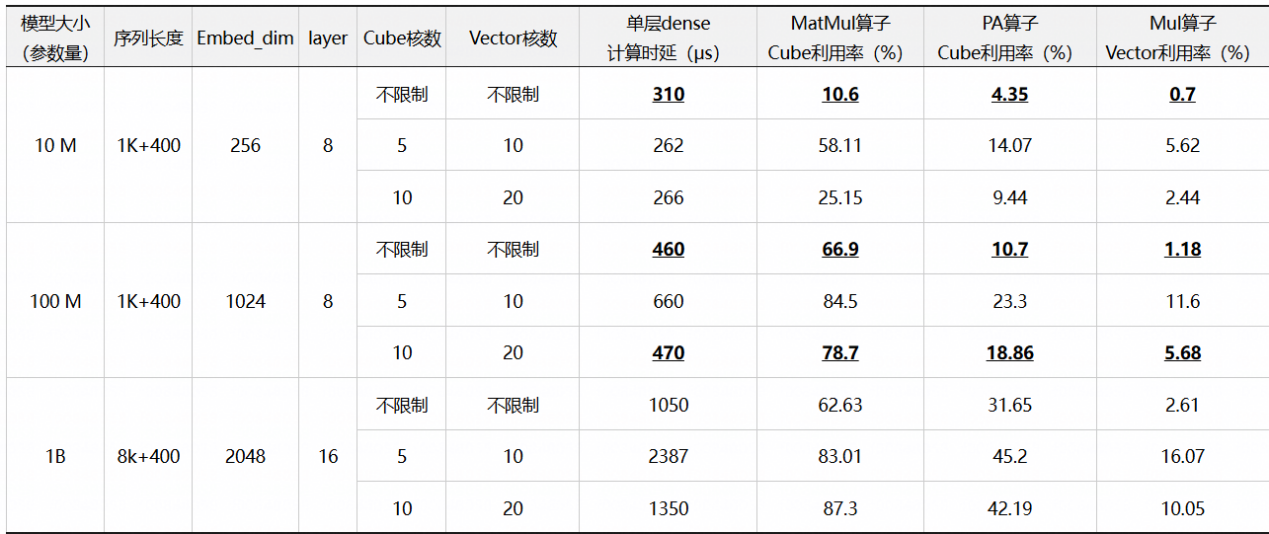 模型大小（参数量） 序列长度 Embed_dim layer Cube核数 Vector核数 单层dense计算时延（μs） MatMul算子Cube利用率（%） PA算子Cube利用率（%） Mul算子Vector利用率（%）
10 M 1K+400 256 8 不限制 不限制 310 10.6 4.35 0.7
5 10 262 58.11 14.07 5.62
10 20 266 25.15 9.44 2.44
100 M 1K+400 1024 8 不限制 不限制 460 66.9 10.7 1.18
5 10 660 84.5 23.3 11.6
10 20 470 78.7 18.86 5.68
1B 8k+400 2048 16 不限制 不限制 1050 62.63 31.65 2.61
5 10 2387 83.01 45.2 16.07
10 20 1350 87.3 42.19 10.05